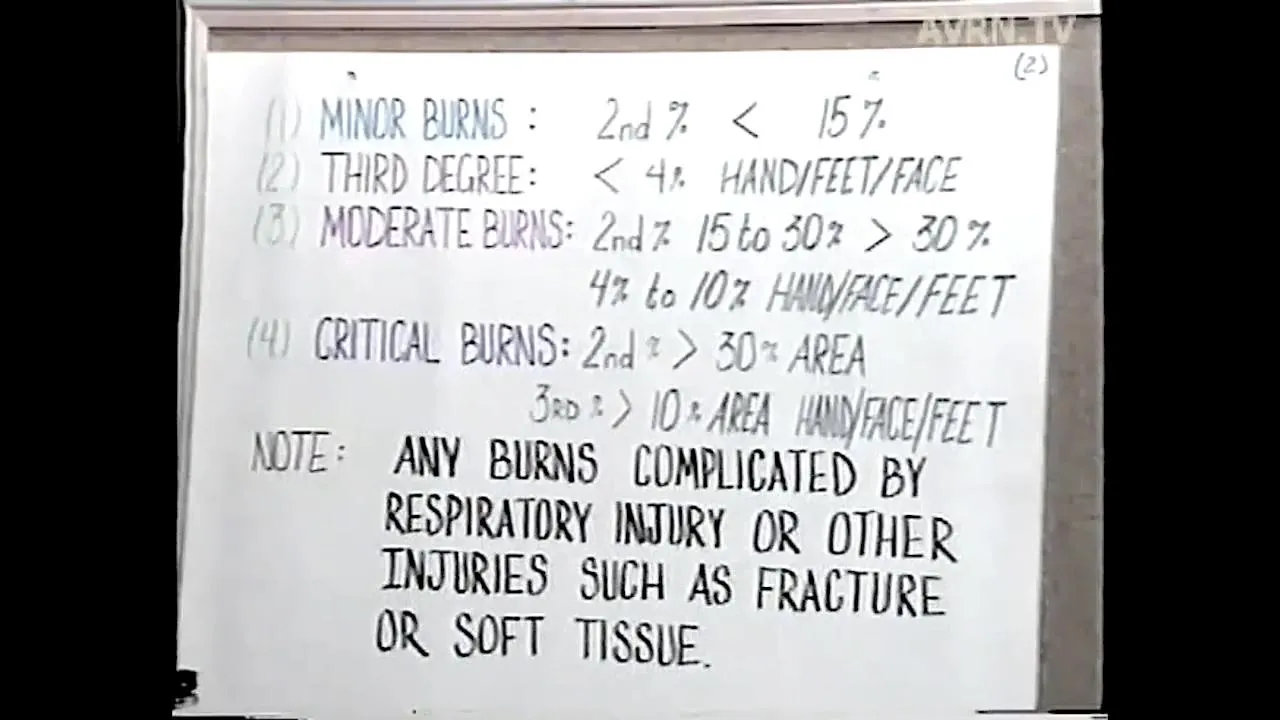 AVRN.TV
(2)
(1) MINOR BURNS : 2nd % < 15 %
(2) THIRD DEGREE: < 4% HAND/FEET/FACE
(3) MODERATE BURNS: 2nd % 15 to 30% > 30 %
4% to 10% HAND/FACE/FEET
(4) CRITICAL BURNS: 2nd % > 30% AREA
3RD % > 10% AREA HAND/FACE/FEET
NOTE: ANY BURNS COMPLICATED BY
RESPIRATORY INJURY OR OTHER
INJURIES SUCH AS FRACTURE
OR SOFT TISSUE.